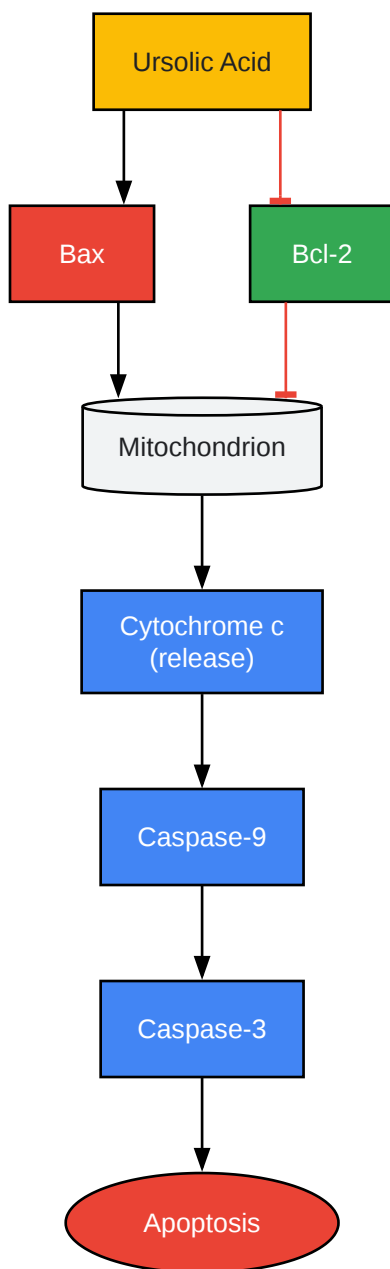 Ursolic Acid
Bax
Bcl-2
Mitochondrion
Cytochrome c
(release)
Caspase-9
Caspase-3
Apoptosis